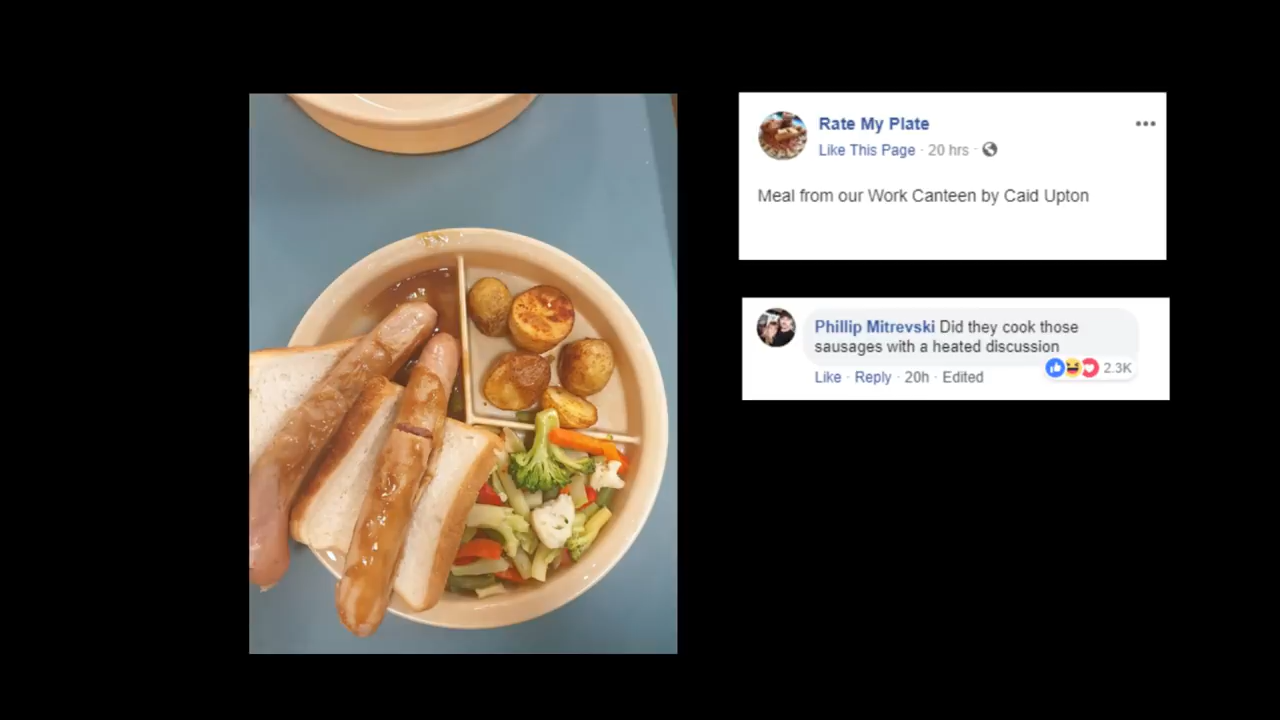 Rate My Plate
Like This Page · 20 hrs ·
Meal from our Work Canteen by Caid Upton
Phillip Mitrevski Did they cook those
sausages with a heated discussion
2.3K
Like · Reply · 20h · Edited